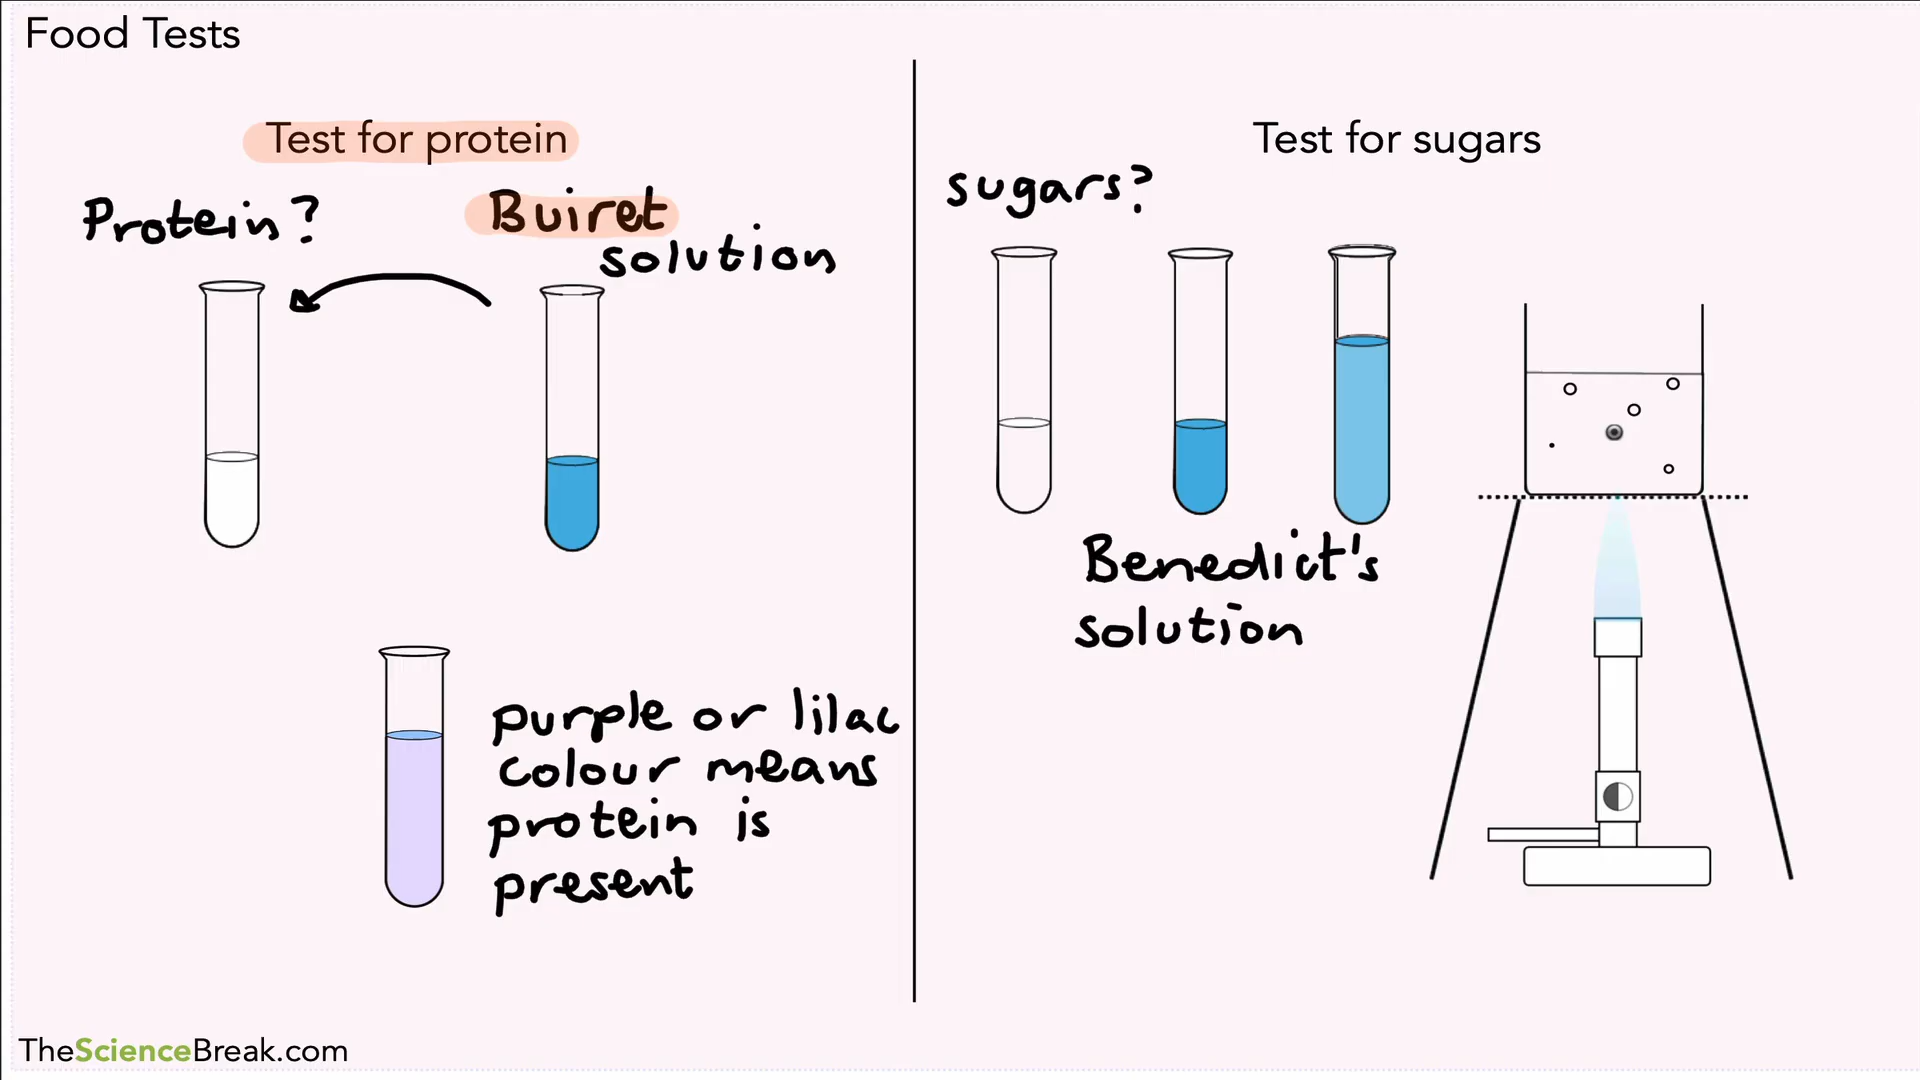 Food Tests
Test for protein
Protein?
Buiret
solution
purple or lilac
colour means
protein is
present
Test for sugars
sugars?
Benedict's
solution
TheScienceBreak.com